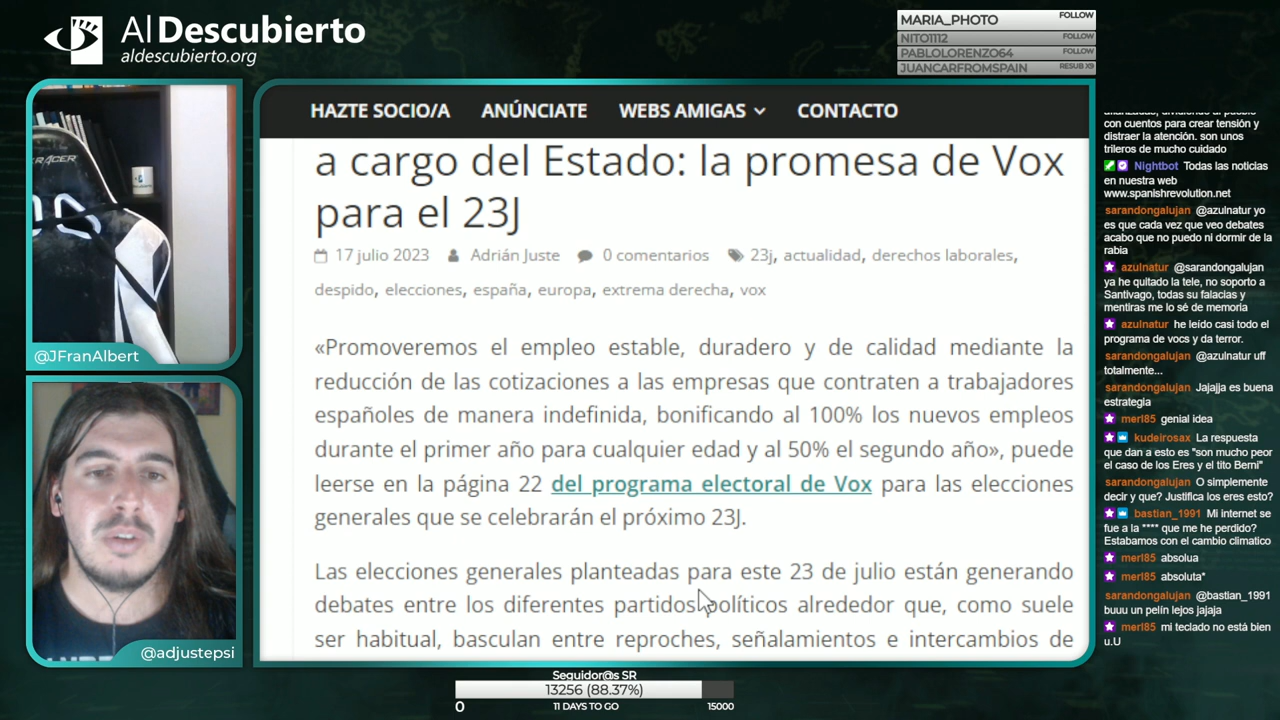 Al Descubierto
aldescubierto.org
MARIA_PHOTO FOLLOW
NITO1112 FOLLOW
PABLOLORENZO64 FOLLOW
JUANCARFROMSPAIN RESUB X9
@JFranAlbert
@adjustepsi
HAZTE SOCIO/A ANÚNCIATE WEBS AMIGAS CONTACTO
a cargo del Estado: la promesa de Vox
para el 23J
17 julio 2023 Adrián Juste 0 comentarios 23j, actualidad, derechos laborales,
despido, elecciones, españa, europa, extrema derecha, vox
«Promoveremos el empleo estable, duradero y de calidad mediante la
reducción de las cotizaciones a las empresas que contraten a trabajadores
españoles de manera indefinida, bonificando al 100% los nuevos empleos
durante el primer año para cualquier edad y al 50% el segundo año», puede
leerse en la página 22 del programa electoral de Vox para las elecciones
generales que se celebrarán el próximo 23J.
Las elecciones generales planteadas para este 23 de julio están generando
debates entre los diferentes partidos políticos alrededor que, como suele
ser habitual, basculan entre reproches, señalamientos e intercambios de
con cuentos para crear tensión y
distraer la atención. son unos
trileros de mucho cuidado
Nightbot Todas las noticias
en nuestra web
www.spanishrevolution.net
sarandongalujan @azulnatur yo
es que cada vez que veo debates
acabo que no puedo ni dormir de la
rabia
azulnatur @sarandongalujan
ya he quitado la tele, no soporto a
Santivago, todas su falacias y
mentiras me lo sé de memoria
azulnatur he leído casi todo el
programa de vocs y da terror.
sarandongalujan @azulnatur uff
totalmente...
sarandongalujan Jajajja es buena
estrategia
merl85 genial idea
kudeirosax La respuesta
que dan a esto es "son mucho peor
el caso de los Eres y el tito Berni"
sarandongalujan O simplemente
decir y que? Justifica los eres esto?
bastian_1991 Mi internet se
fue a la **** que me he perdido?
Estabamos con el cambio climatico
merl85 absolua
merl85 absoluta*
sarandongalujan @bastian_1991
buuu un pelín lejos jajaja
merl85 mi teclado no está bien
u.U
Seguidor@s SR
13256 (88.37%)
0 11 DAYS TO GO 15000